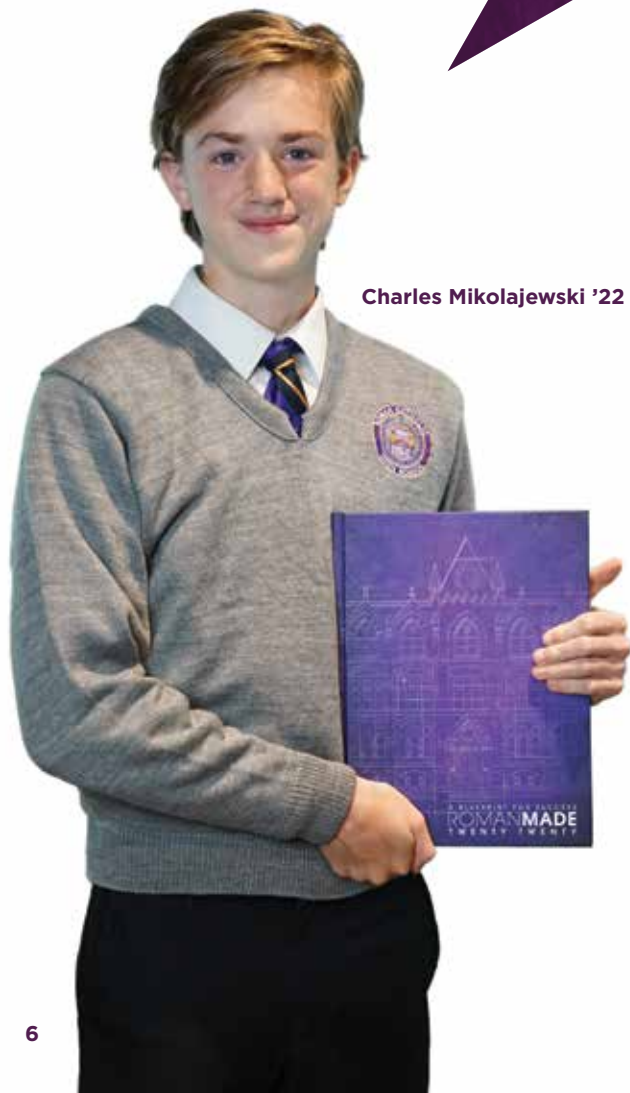 Charles Mikolajewski ’22
A BLUEPRINT FOR SUCCESS
ROMANMADE
TWENTY TWENTY
6